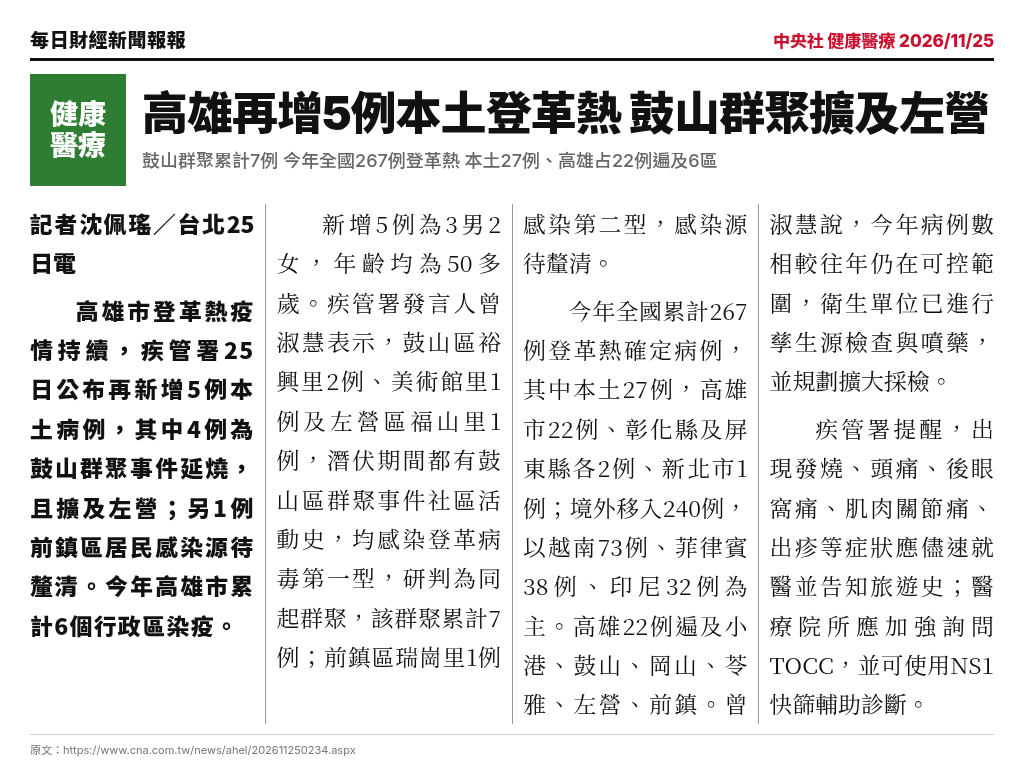 每日財經新聞報報
中央社 健康醫療 2026/11/25
健康
醫療
高雄再增5例本土登革熱 鼓山群聚擴及左營
鼓山群聚累計7例 今年全國267例登革熱 本土27例、高雄占22例遍及6區
記者沈佩瑤／台北25
日電
高雄市登革熱疫
情持續，疾管署25
日公布再新增5例本
土病例，其中4例為
鼓山群聚事件延燒，
且擴及左營；另1例
前鎮區居民感染源待
釐清。今年高雄市累
計6個行政區染疫。
新增5例為3男2
女，年齡均為50多
歲。疾管署發言人曾
淑慧表示，鼓山區裕
興里2例、美術館里1
例及左營區福山里1
例，潛伏期間都有鼓
山區群聚事件社區活
動史，均感染登革病
毒第一型，研判為同
起群聚，該群聚累計7
例；前鎮區瑞崗里1例
感染第二型，感染源
待釐清。
今年全國累計267
例登革熱確定病例，
其中本土27例，高雄
市22例、彰化縣及屏
東縣各2例、新北市1
例；境外移入240例，
以越南73例、菲律賓
38例、印尼32例為
主。高雄22例遍及小
港、鼓山、岡山、苓
雅、左營、前鎮。曾
淑慧說，今年病例數
相較往年仍在可控範
圍，衛生單位已進行
孳生源檢查與噴藥，
並規劃擴大採檢。
疾管署提醒，出
現發燒、頭痛、後眼
窩痛、肌肉關節痛、
出疹等症狀應儘速就
醫並告知旅遊史；醫
療院所應加強詢問
TOCC，並可使用NS1
快篩輔助診斷。
原文：https://www.cna.com.tw/news/ahel/202611250234.aspx